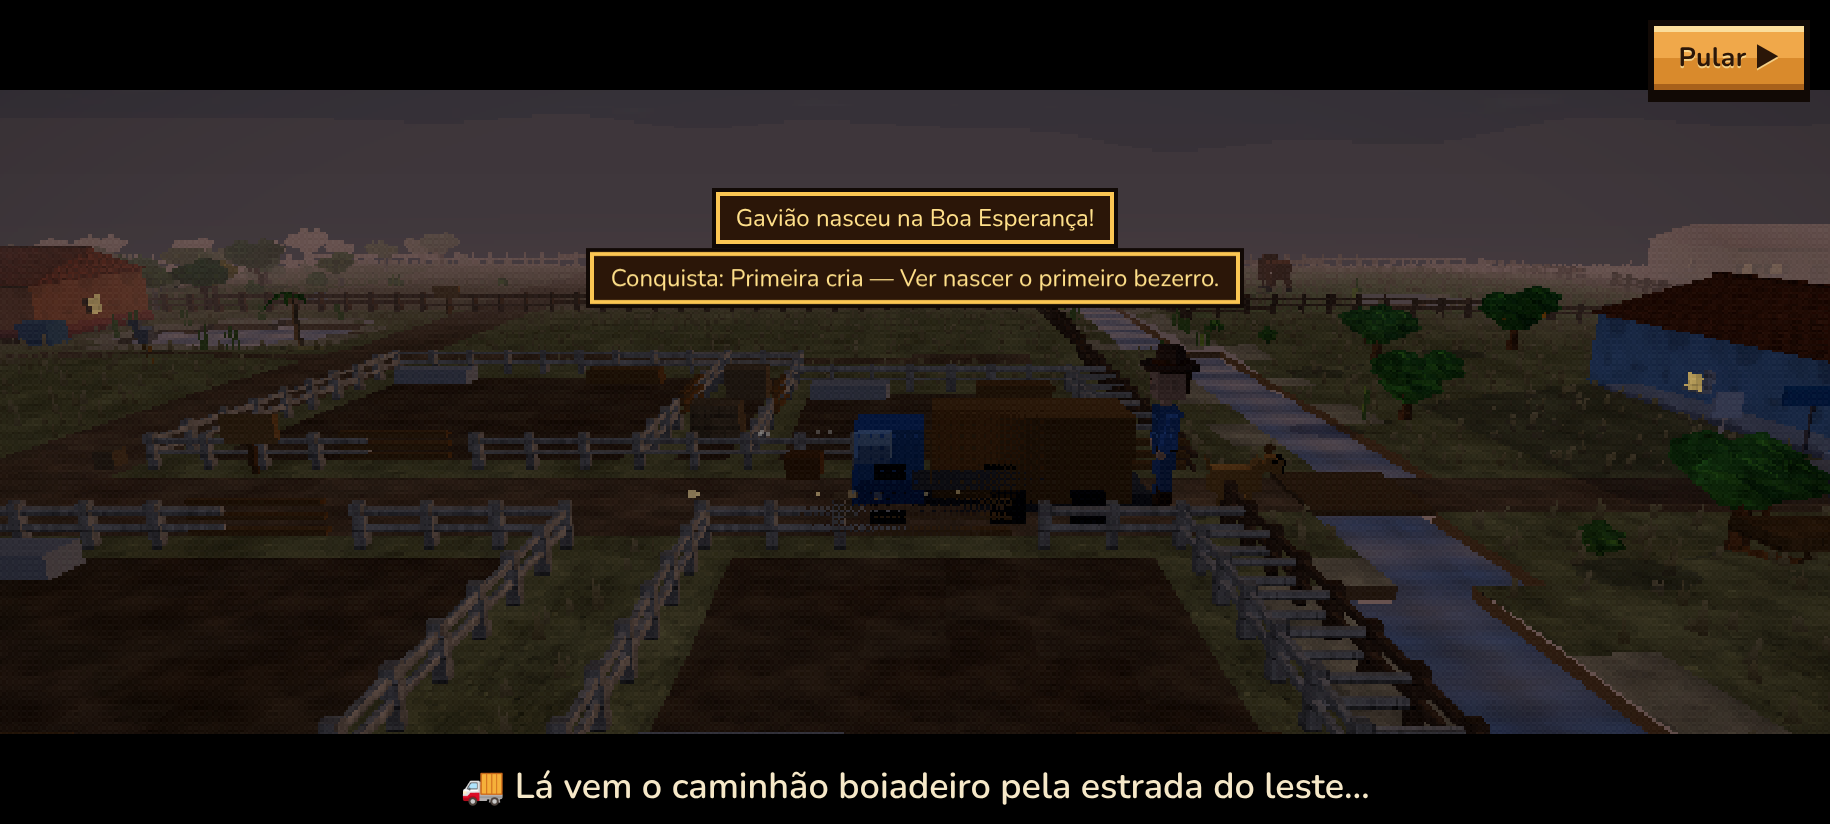 Pular
Gavião nasceu na Boa Esperança!
Conquista: Primeira cria — Ver nascer o primeiro bezerro.
🚚 Lá vem o caminhão boiadeiro pela estrada do leste...